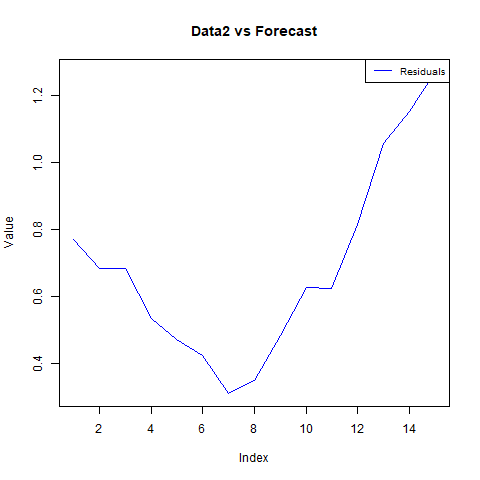 Data2 vs Forecast
Residuals
Value
1.2
1.0
0.8
0.6
0.4
2 4 6 8 10 12 14
Index